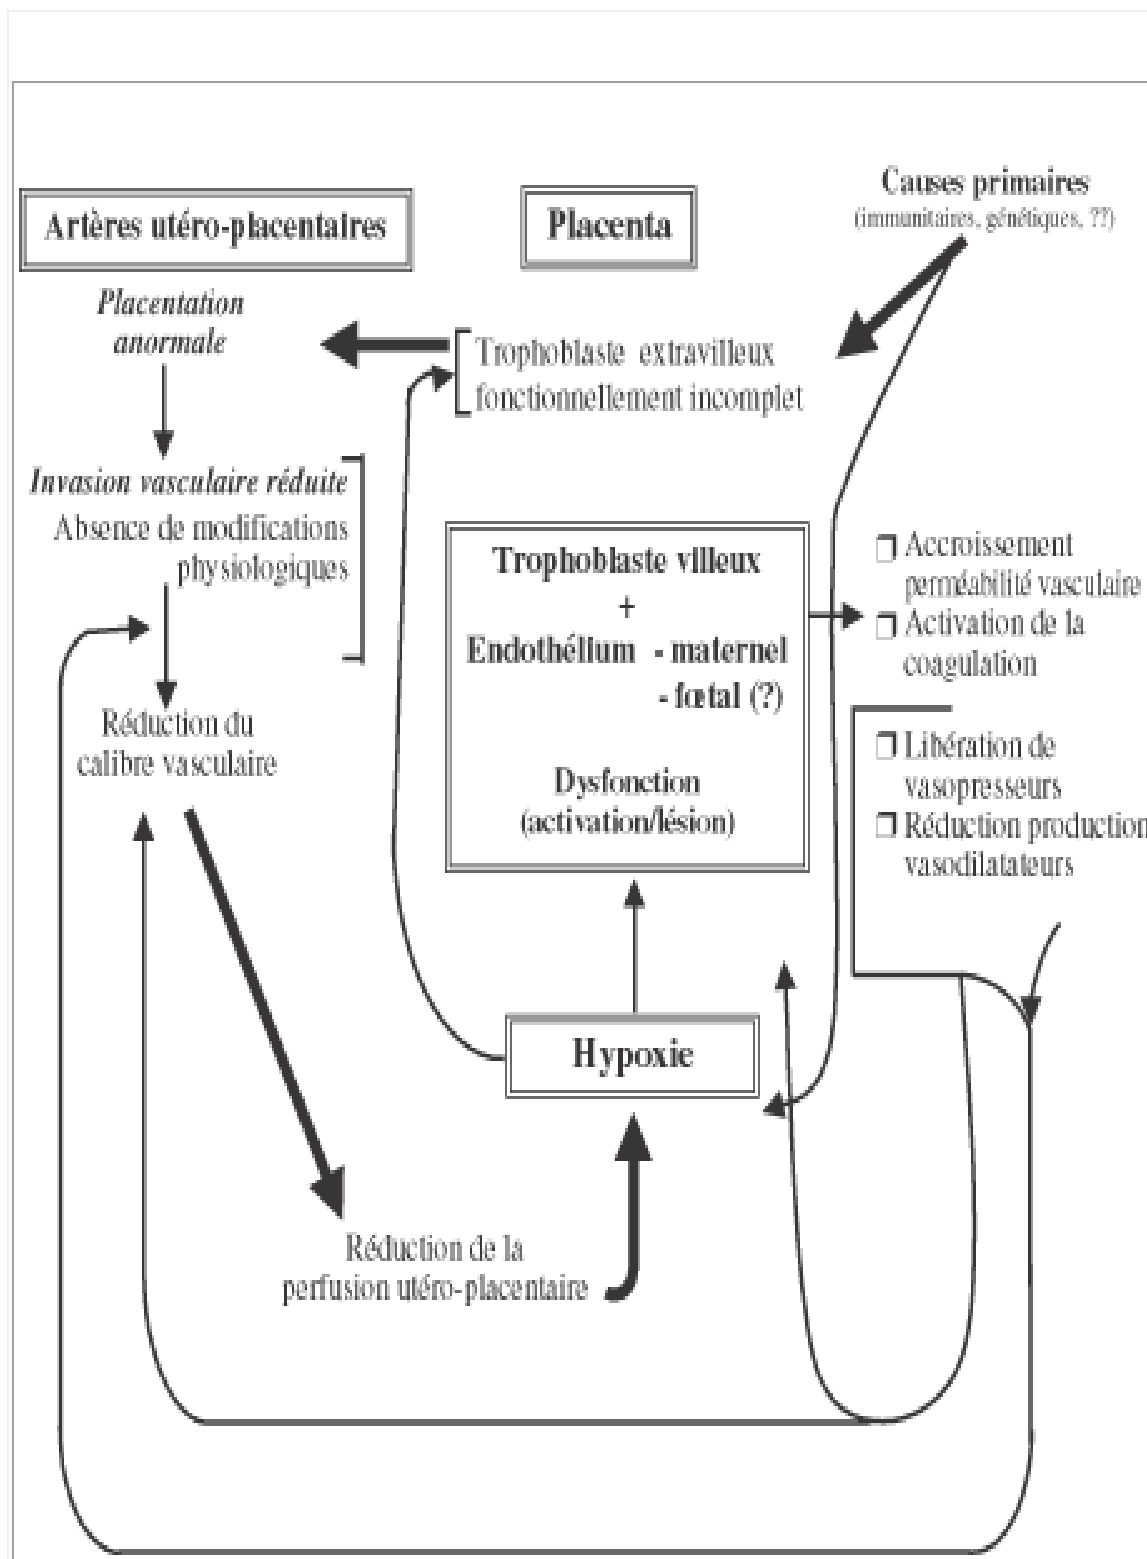 Artères utéro-placentaires
Placenta
Causes primaires
(immunitaires, génétiques, ??)
Placentation
anormale
Trophoblaste extravilleux
fonctionnellement incomplet
Invasion vasculaire réduite
Absence de modifications
physiologiques
Réduction du
calibre vasculaire
Trophoblaste villeux
+
Endothélium - maternel
- fœtal (?)
Dysfonction
(activation/lésion)
❐ Accroissement
perméabilité vasculaire
❐ Activation de la
coagulation
❐ Libération de
vasopresseurs
❐ Réduction production
vasodilatateurs
Hypoxie
Réduction de la
perfusion utéro-placentaire